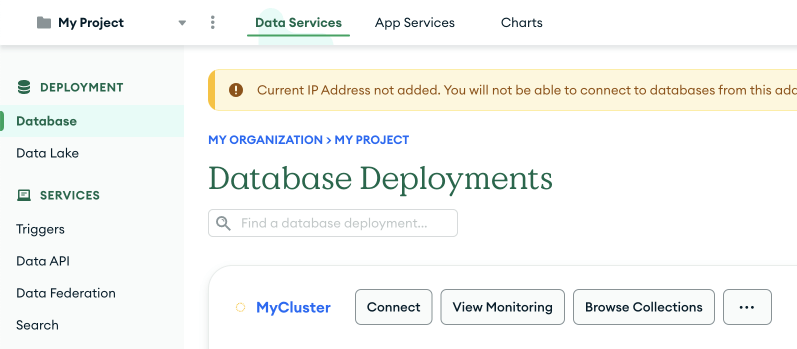 My Project
Data Services
App Services
Charts
DEPLOYMENT
Database
Data Lake
SERVICES
Triggers
Data API
Data Federation
Search
Current IP Address not added. You will not be able to connect to databases from this
MY ORGANIZATION > MY PROJECT
Database Deployments
Find a database deployment...
MyCluster
Connect
View Monitoring
Browse Collections